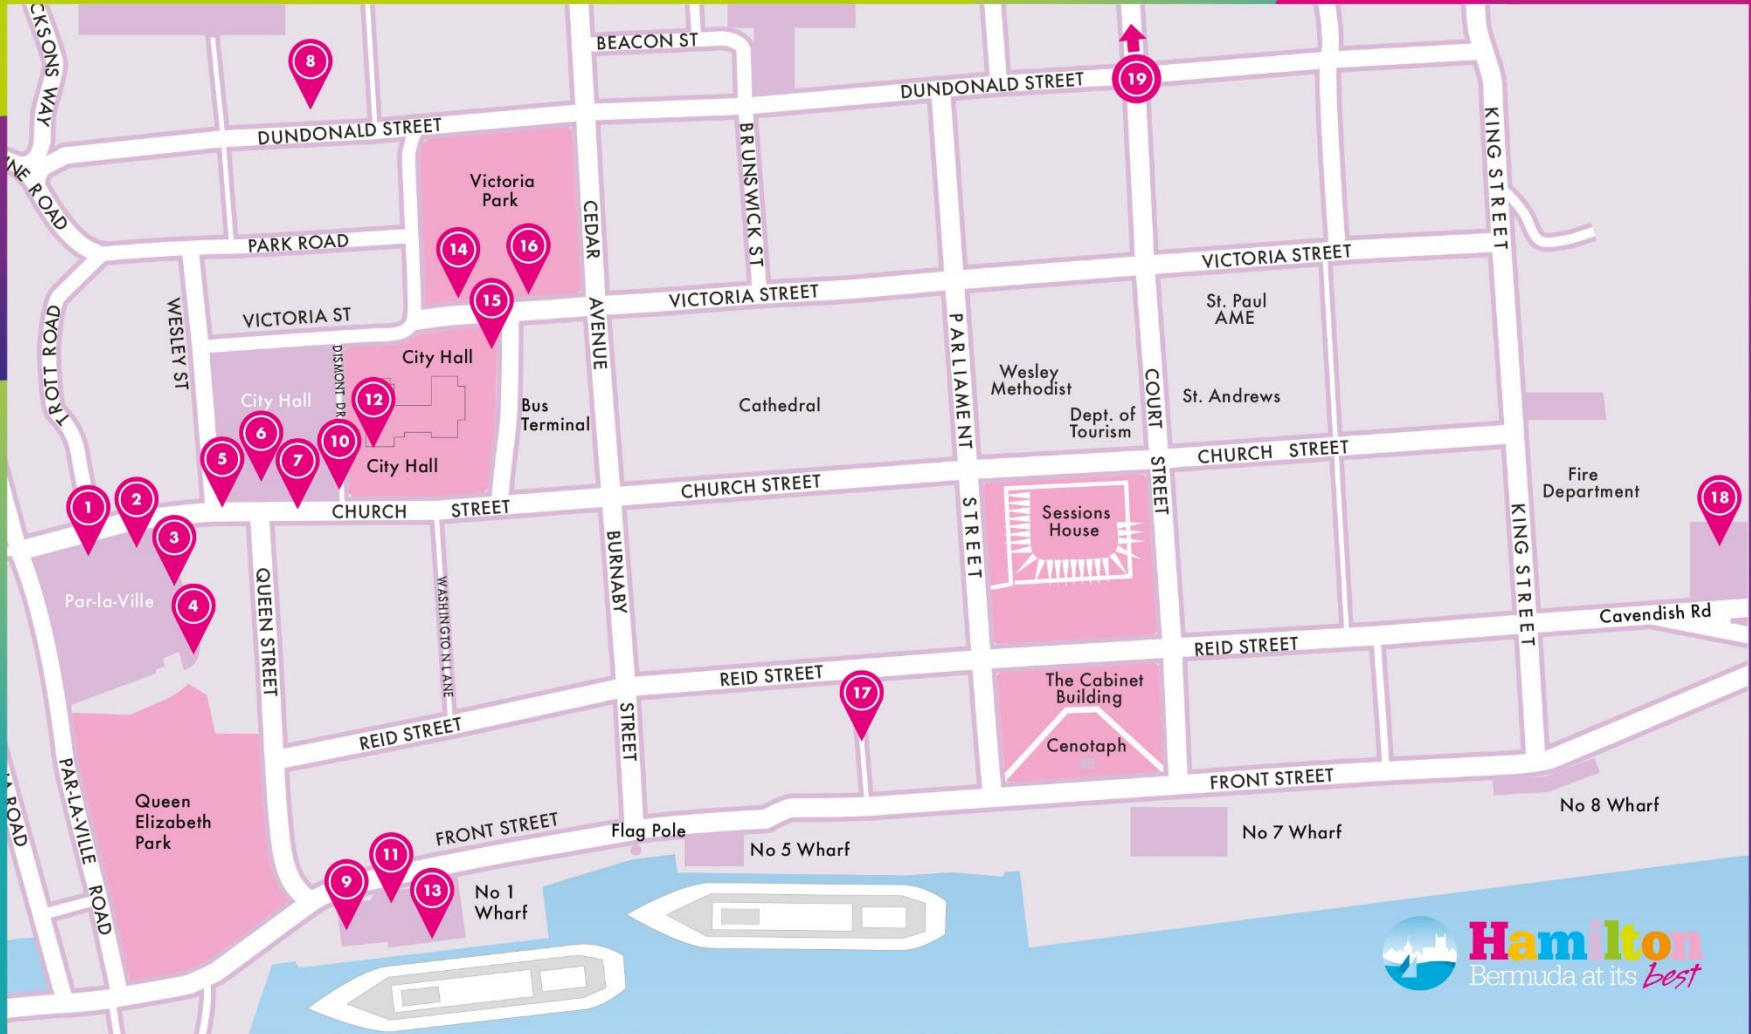 CKSONS WAY
BEACON ST
8
19
DUNDONALD STREET
DUNDONALD STREET
KING STREET
BRUNSWICK ST
NE ROAD
Victoria
Park
CEDAR
AVENUE
PARK ROAD
14
16
VICTORIA STREET
15
VICTORIA STREET
VICTORIA ST
TROTT ROAD
WESLEY ST
DISMONT DR
St. Paul
AME
PARLIAMENT
STREET
City Hall
Wesley
Methodist
COURT
STREET
City Hall
12
Bus
Terminal
Cathedral
St. Andrews
Dept. of
Tourism
6
10
5
7
City Hall
CHURCH STREET
CHURCH STREET
CHURCH STREET
Fire
Department
18
1
2
3
Sessions
House
KING STREET
BURNABY
STREET
QUEEN STREET
WASHINGTON LANE
Par-la-Ville
4
Cavendish Rd
REID STREET
REID STREET
REID STREET
17
The Cabinet
Building
Cenotaph
PAR-LA-VILLE ROAD
A ROAD
Queen
Elizabeth
Park
FRONT STREET
FRONT STREET
Flag Pole
No 8 Wharf
No 7 Wharf
No 5 Wharf
11
9
13
No 1
Wharf
Hamilton
Bermuda at its best